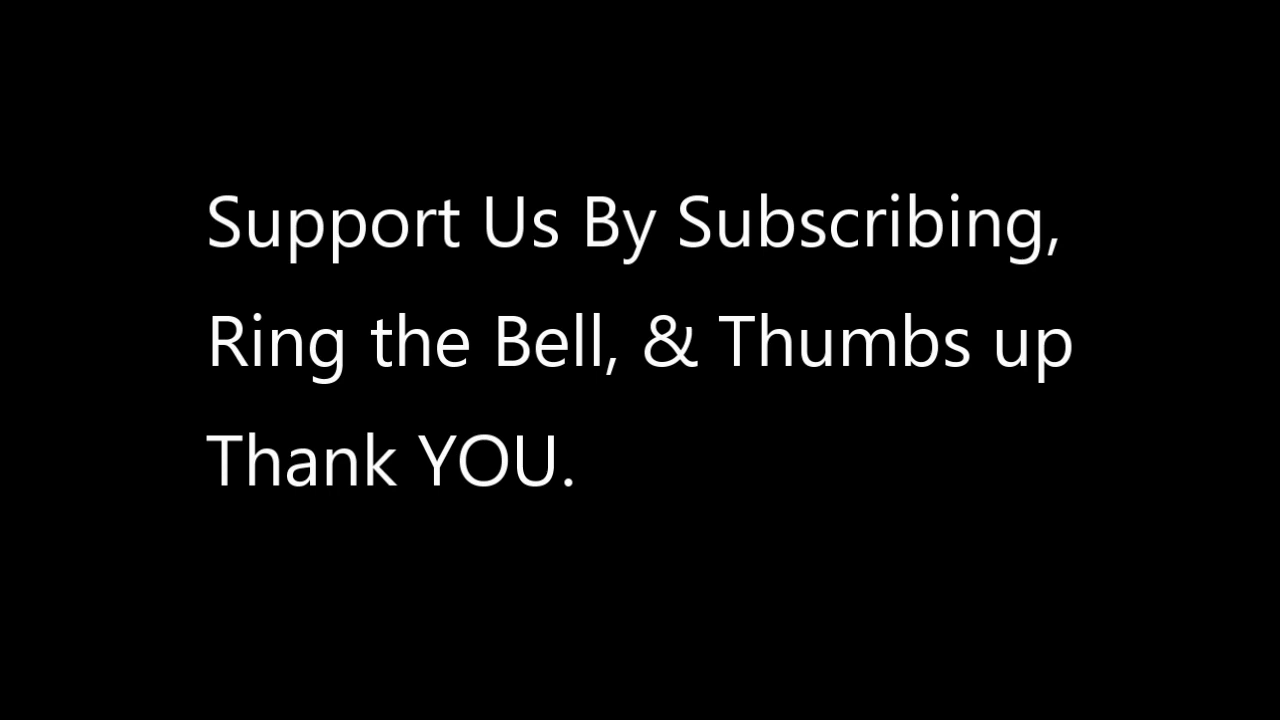 Support Us By Subscribing,
Ring the Bell, & Thumbs up
Thank YOU.